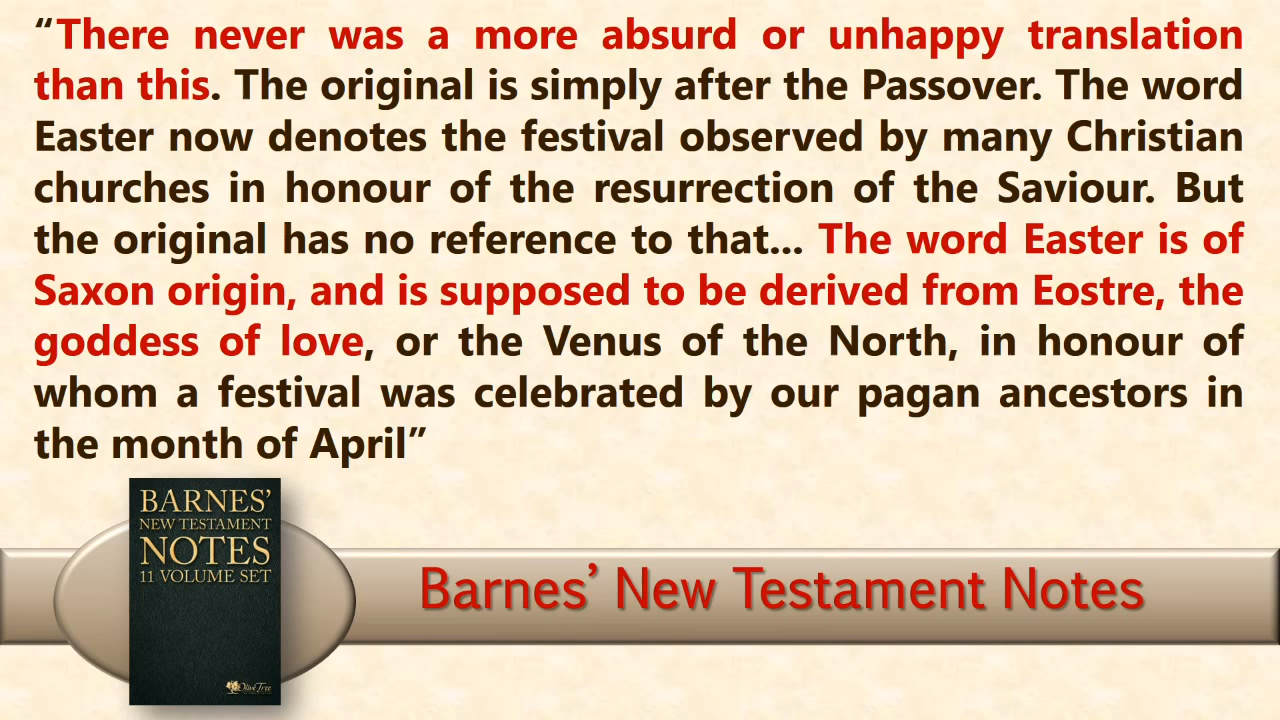 “There never was a more absurd or unhappy translation
than this. The original is simply after the Passover. The word
Easter now denotes the festival observed by many Christian
churches in honour of the resurrection of the Saviour. But
the original has no reference to that... The word Easter is of
Saxon origin, and is supposed to be derived from Eostre, the
goddess of love, or the Venus of the North, in honour of
whom a festival was celebrated by our pagan ancestors in
the month of April”
BARNES’
NEW TESTAMENT
NOTES
11 VOLUME SET
Olive Tree
Barnes’ New Testament Notes